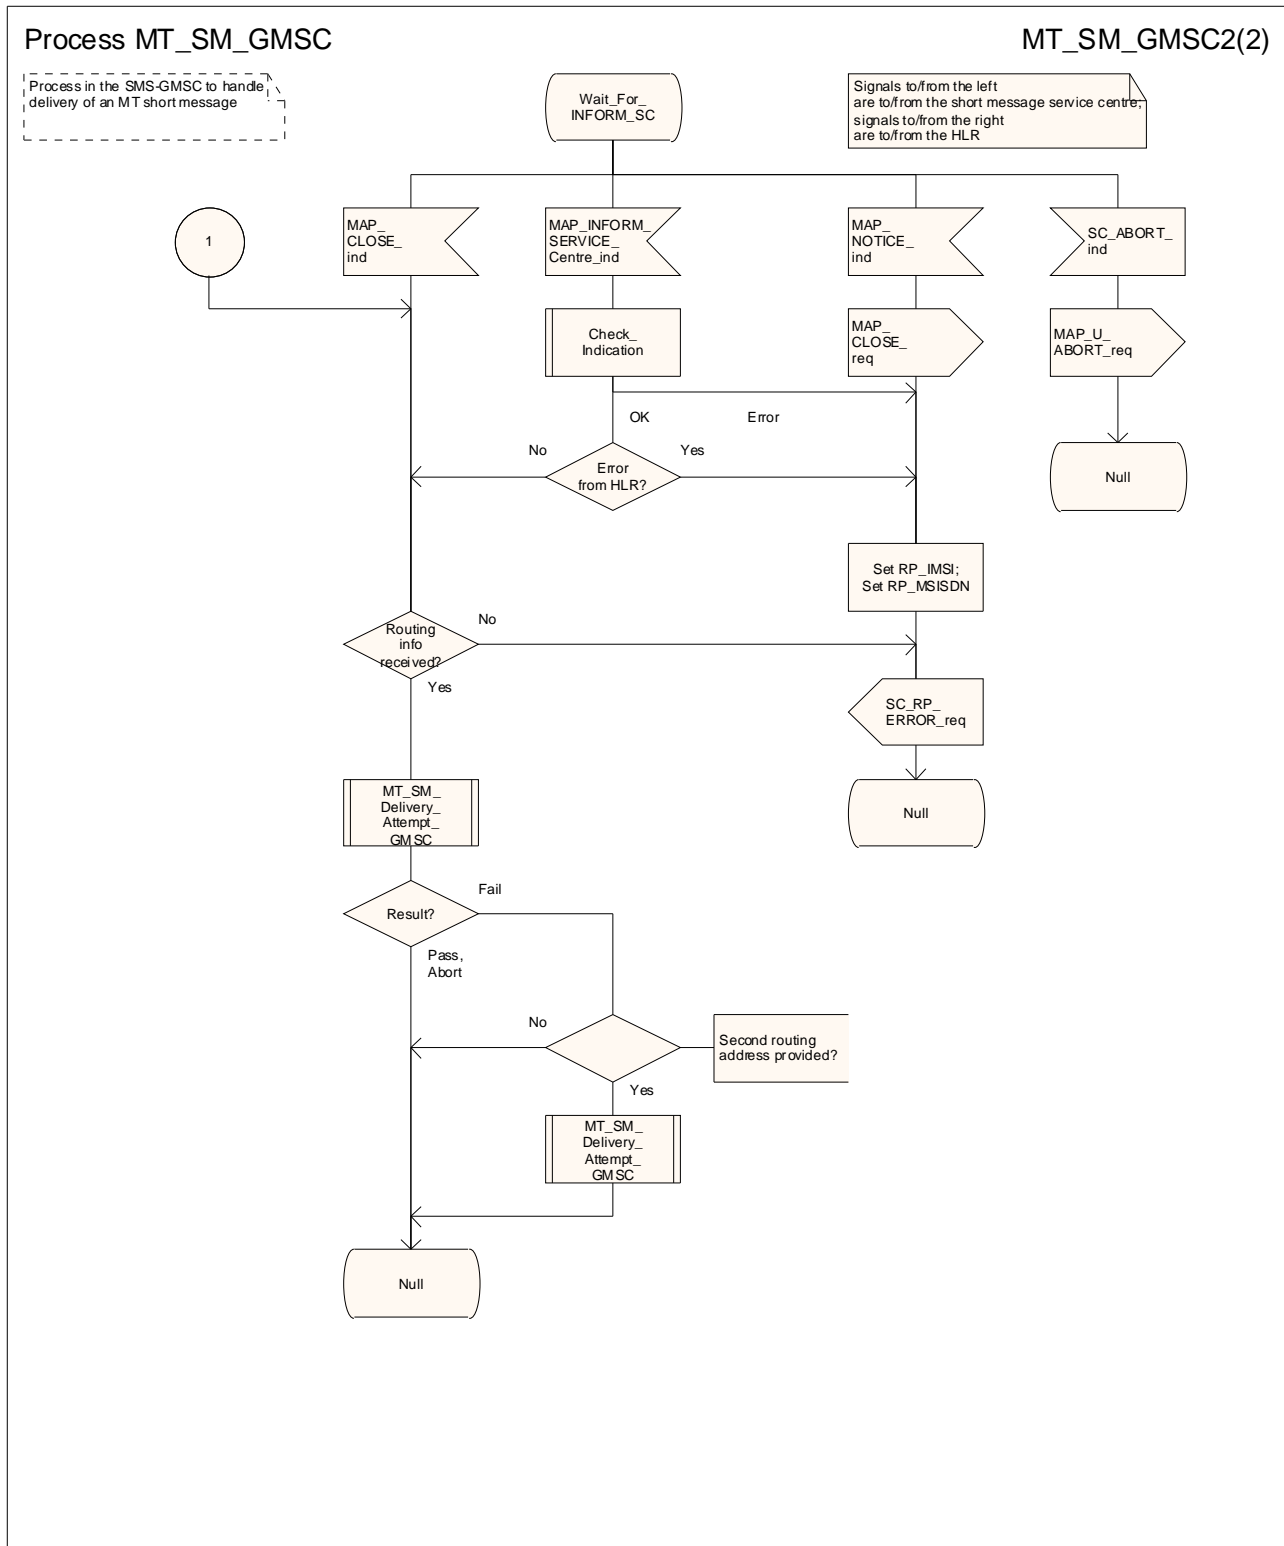 Process MT_SM_GMSC
MT_SM_GMSC2(2)
Process in the SMS-GMSC to handle
delivery of an MT short message
Wait_For_
INFORM_SC
Signals to/from the left
are to/from the short message service centre;
signals to/from the right
are to/from the HLR
1
MAP_
CLOSE_
ind
MAP_INFORM_
SERVICE_
Centre_ind
MAP_
NOTICE_
ind
SC_ABORT_
ind
Check_
Indication
MAP_
CLOSE_
req
MAP_U_
ABORT_req
OK
Error
No
Yes
Error
from HLR?
Null
Set RP_IMSI;
Set RP_MSISDN
No
Routing
info
received?
Yes
SC_RP_
ERROR_req
MT_SM_
Delivery_
Attempt_
GMSC
Null
Fail
Result?
Pass,
Abort
No
Second routing
address provided?
Yes
MT_SM_
Delivery_
Attempt_
GMSC
Null